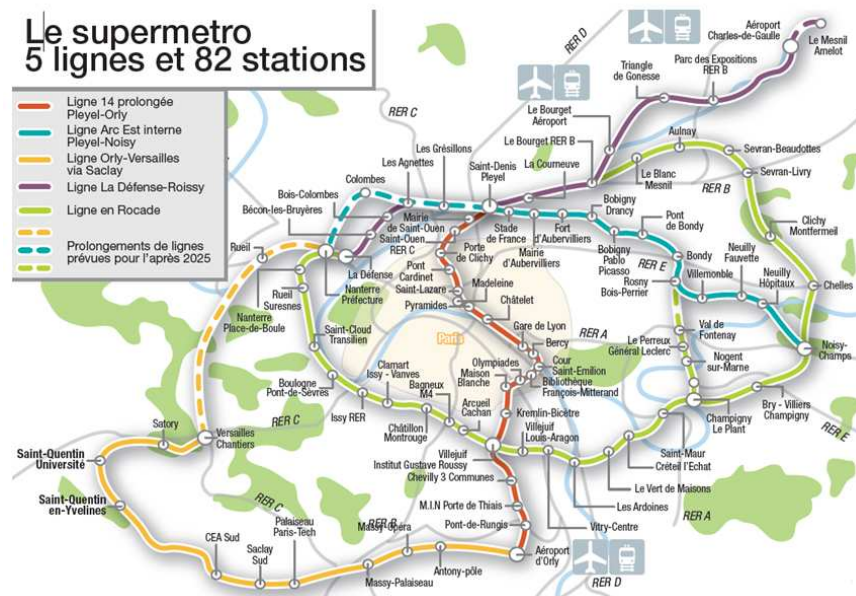 Le supermetro
5 lignes et 82 stations
Ligne 14 prolongée
Pleyel-Orly
Ligne Arc Est interne
Pleyel-Noisy
Ligne Orly-Versailles
via Saclay
Ligne La Défense-Roissy
Ligne en Rocade
Prolongements de lignes
prévues pour l'après 2025
Aéroport
Charles-de-Gaulle
Le Mesnil
Amelot
RER D
Parc des Expositions
RER B
Triangle
de Gonesse
Le Bourget
Aéroport
RER C
Les Grésillons
Les Agnettes
Saint-Denis
Pleyel
Le Bourget RER B
La Courneuve
Aulnay
Sevran-Beaudottes
Le Blanc
Mesnil
RER B
Sevran-Livry
Colombes
Bois-Colombes
Bécon-les-Bruyères
Mairie
de Saint-Ouen
Saint-Ouen
RER C
Stade
de France
Fort
d'Aubervilliers
Mairie
d'Aubervilliers
Bobigny
Drancy
Bobigny
Pablo
Picasso
Pont
de Bondy
Bondy
RER E
Clichy
Montfermeil
Neuilly
Fauvette
Villemonble
Neuilly
Hôpitaux
Chelles
Rosny
Bois-Perrier
Rueil
La Défense
Nanterre
Préfecture
Nanterre
Place-de-Boule
Rueil
Suresnes
Porte
de Clichy
Pont
Cardinet
Saint-Lazare
Pyramides
Madeleine
Châtelet
Paris
Gare de Lyon
Bercy
RER A
Cour
Saint-Emilion
Bibliothèque
François-Mitterrand
Olympiades
Maison
Blanche
Kremlin-Bicetre
Val de
Fontenay
Le Perreux
Général Leclerc
Nogent
sur-Marne
Noisy-
Champs
Saint-Cloud
Transilien
Boulogne
Pont-de-Sèvres
Issy RER
Clamart
Issy - Vanves
Châtillon
Montrouge
Bagneux
M4
Arcueil
Cachan
Villejuif
Louis-Aragon
Villejuif
Institut Gustave Roussy
Chevilly 3 Communes
M.I.N Porte de Thiais
Pont-de-Rungis
Aéroport
d'Orly
Vitry-Centre
Les Ardoines
Le Vert de Maisons
Créteil l'Echat
Saint-Maur
Champigny
Le Plant
Bry - Villiers
Champigny
RER E
RER A
RER D
RER C
Versailles
Chantiers
Satory
Saint-Quentin
Université
Saint-Quentin
en-Yvelines
RER C
CEA Sud
Saclay
Sud
Palaiseau
Paris-Tech
RER B
Massy-Opéra
Massy-Palaiseau
Antony-pôle